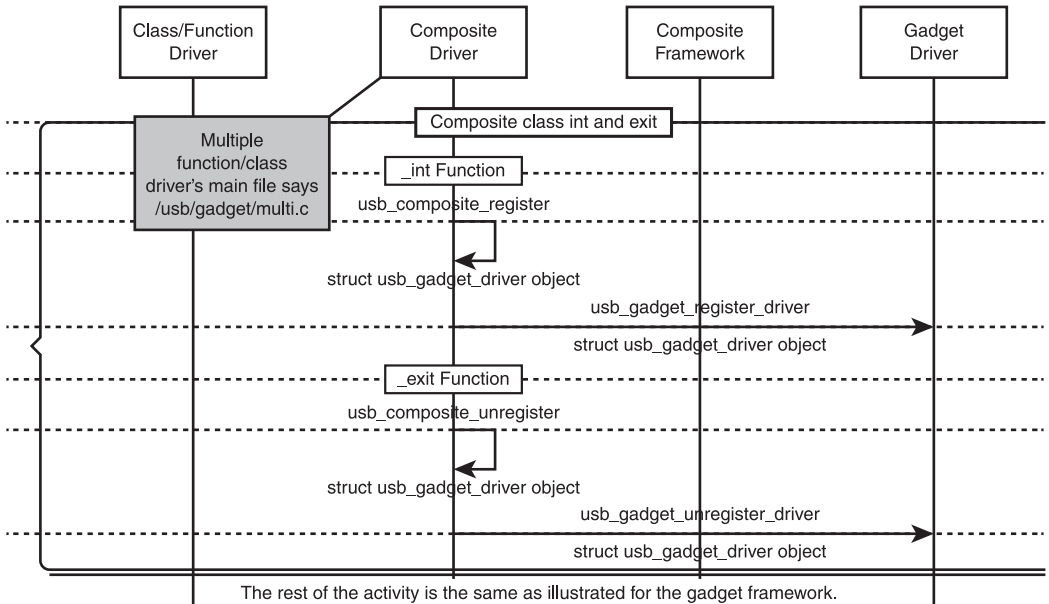 Class/Function
Driver
Composite
Driver
Composite
Framework
Gadget
Driver
Composite class int and exit
Multiple
function/class
driver's main file says
/usb/gadget/multi.c
_int Function
usb_composite_register
struct usb_gadget_driver object
usb_gadget_register_driver
struct usb_gadget_driver object
_exit Function
usb_composite_unregister
struct usb_gadget_driver object
usb_gadget_unregister_driver
struct usb_gadget_driver object
The rest of the activity is the same as illustrated for the gadget framework.